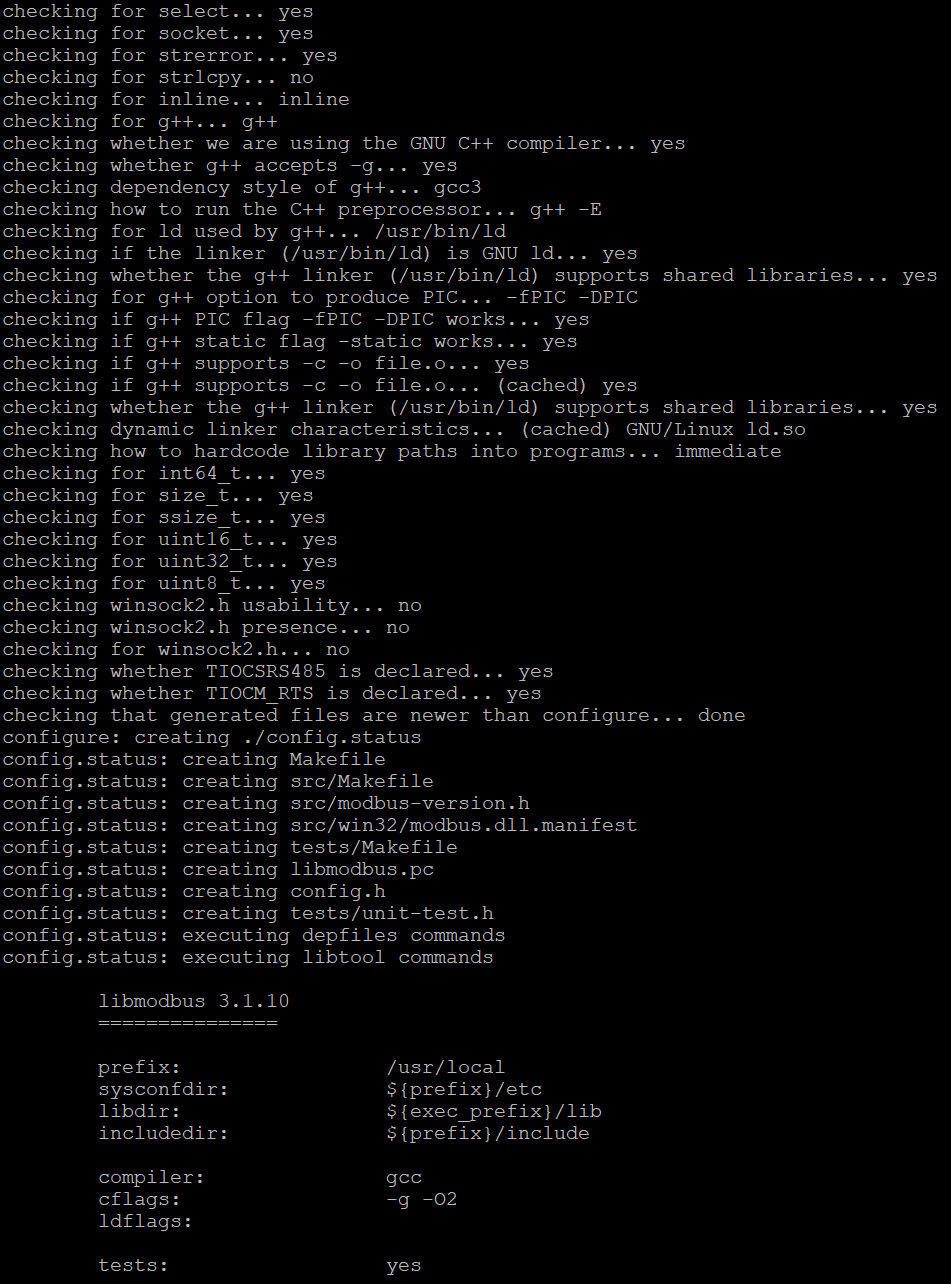 checking for select... yes
checking for socket... yes
checking for strerror... yes
checking for strlcpy... no
checking for inline... inline
checking for g++... g++
checking whether we are using the GNU C++ compiler... yes
checking whether g++ accepts -g... yes
checking dependency style of g++... gcc3
checking how to run the C++ preprocessor... g++ -E
checking for ld used by g++... /usr/bin/ld
checking if the linker (/usr/bin/ld) is GNU ld... yes
checking whether the g++ linker (/usr/bin/ld) supports shared libraries... yes
checking for g++ option to produce PIC... -fPIC -DPIC
checking if g++ PIC flag -fPIC -DPIC works... yes
checking if g++ static flag -static works... yes
checking if g++ supports -c -o file.o... yes
checking if g++ supports -c -o file.o... (cached) yes
checking whether the g++ linker (/usr/bin/ld) supports shared libraries... yes
checking dynamic linker characteristics... (cached) GNU/Linux ld.so
checking how to hardcode library paths into programs... immediate
checking for int64_t... yes
checking for size_t... yes
checking for ssize_t... yes
checking for uint16_t... yes
checking for uint32_t... yes
checking for uint8_t... yes
checking winsock2.h usability... no
checking winsock2.h presence... no
checking for winsock2.h... no
checking whether TIOCSRS485 is declared... yes
checking whether TIOCM_RTS is declared... yes
checking that generated files are newer than configure... done
configure: creating ./config.status
config.status: creating Makefile
config.status: creating src/Makefile
config.status: creating src/modbus-version.h
config.status: creating src/win32/modbus.dll.manifest
config.status: creating tests/Makefile
config.status: creating libmodbus.pc
config.status: creating config.h
config.status: creating tests/unit-test.h
config.status: executing depfiles commands
config.status: executing libtool commands
libmodbus 3.1.10
===============
prefix: /usr/local
sysconfdir: ${prefix}/etc
libdir: ${exec_prefix}/lib
includedir: ${prefix}/include
compiler: gcc
cflags: -g -O2
ldflags:
tests: yes